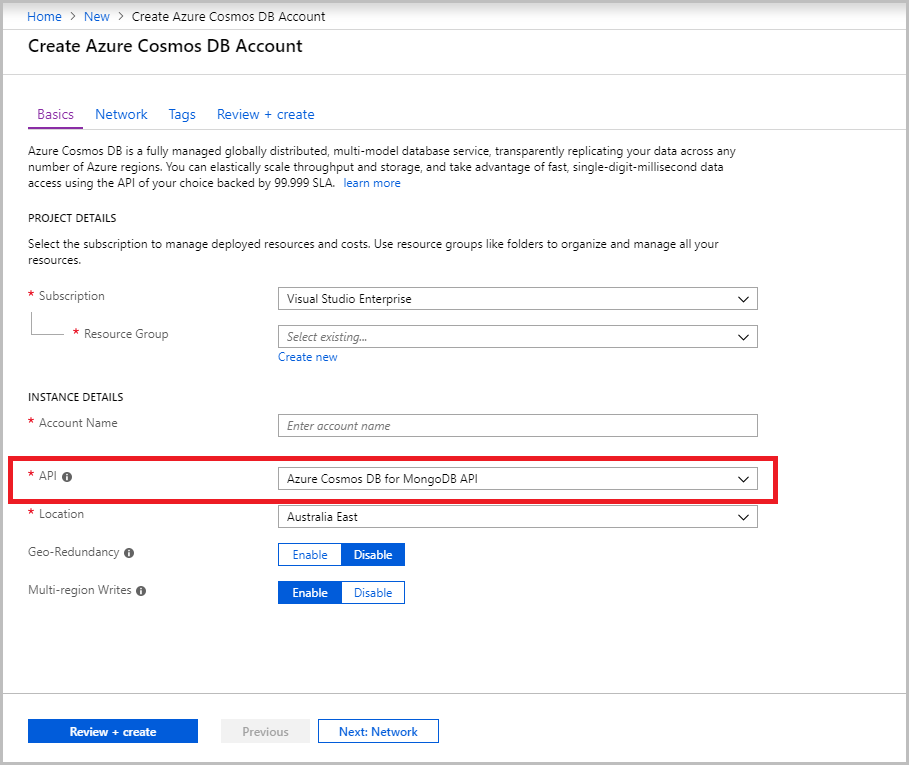 Home > New > Create Azure Cosmos DB Account
Create Azure Cosmos DB Account
Basics Network Tags Review + create
Azure Cosmos DB is a fully managed globally distributed, multi-model database service, transparently replicating your data across any
number of Azure regions. You can elastically scale throughput and storage, and take advantage of fast, single-digit-millisecond data
access using the API of your choice backed by 99.999 SLA. learn more
PROJECT DETAILS
Select the subscription to manage deployed resources and costs. Use resource groups like folders to organize and manage all your
resources.
* Subscription Visual Studio Enterprise
* Resource Group Select existing...
Create new
INSTANCE DETAILS
* Account Name Enter account name
* API Azure Cosmos DB for MongoDB API
* Location Australia East
Geo-Redundancy Enable Disable
Multi-region Writes Enable Disable
Review + create Previous Next: Network